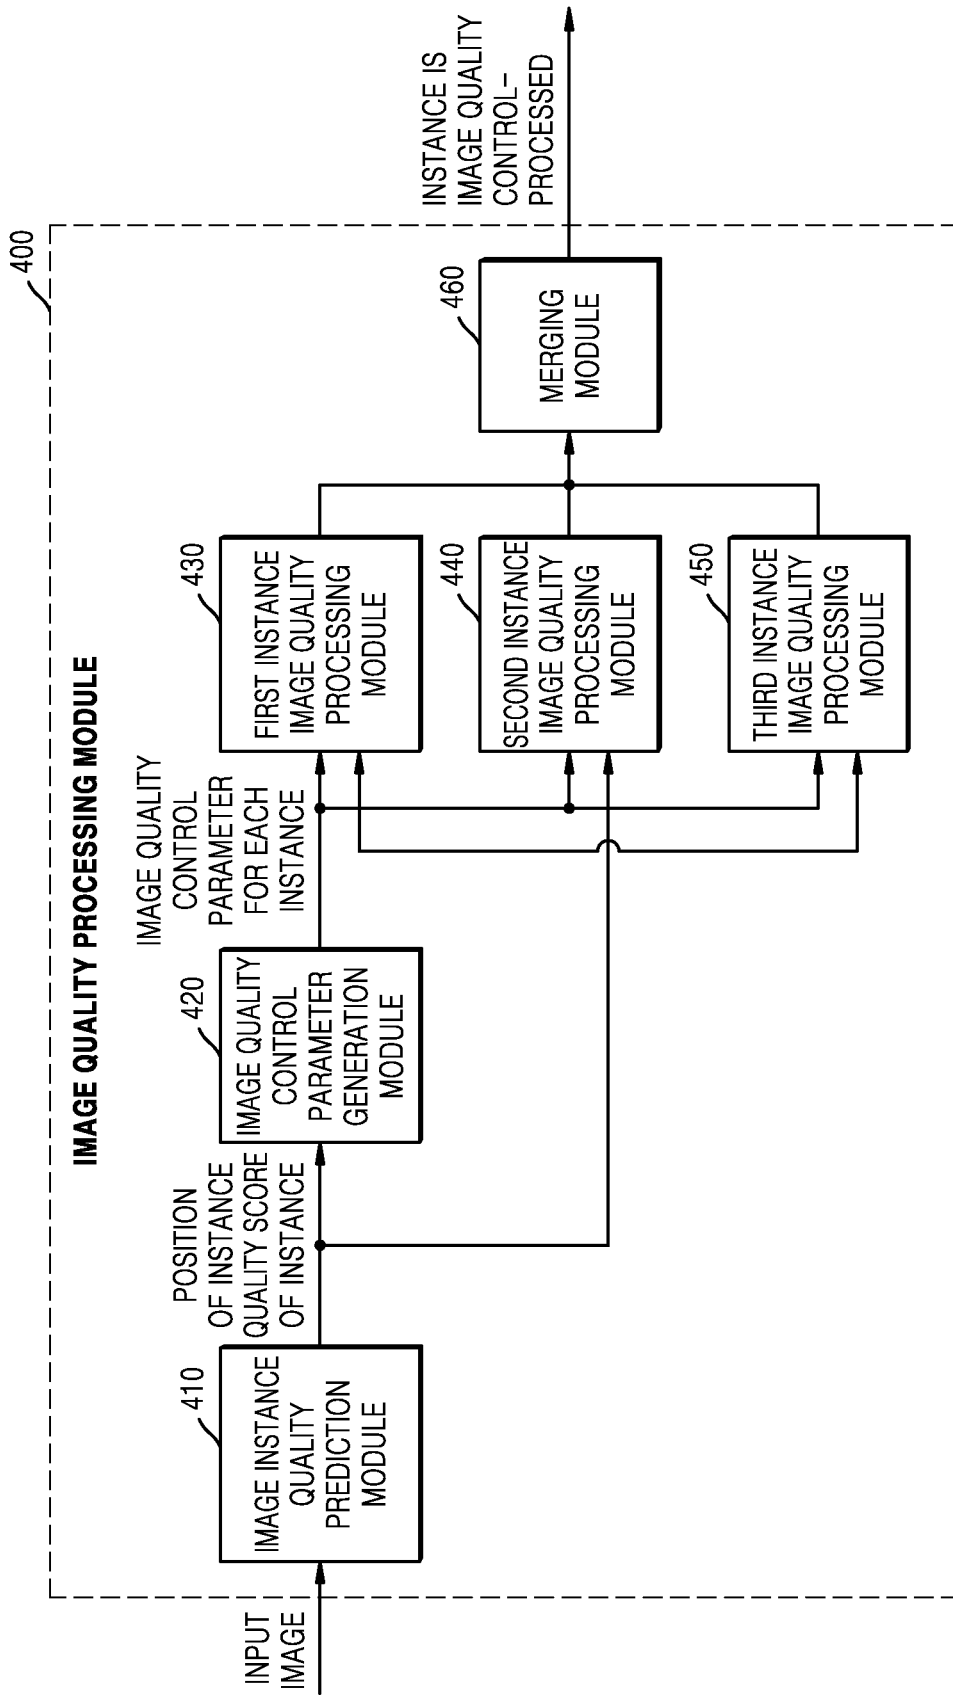 IMAGE QUALITY PROCESSING MODULE
400
INPUT
IMAGE
410
IMAGE INSTANCE
QUALITY
PREDICTION
MODULE
POSITION
OF INSTANCE
QUALITY SCORE
OF INSTANCE
420
IMAGE QUALITY
CONTROL
PARAMETER
GENERATION
MODULE
IMAGE QUALITY
CONTROL
PARAMETER
FOR EACH
INSTANCE
430
FIRST INSTANCE
IMAGE QUALITY
PROCESSING
MODULE
440
SECOND INSTANCE
IMAGE QUALITY
PROCESSING
MODULE
450
THIRD INSTANCE
IMAGE QUALITY
PROCESSING
MODULE
460
MERGING
MODULE
INSTANCE IS
IMAGE QUALITY
CONTROL-
PROCESSED